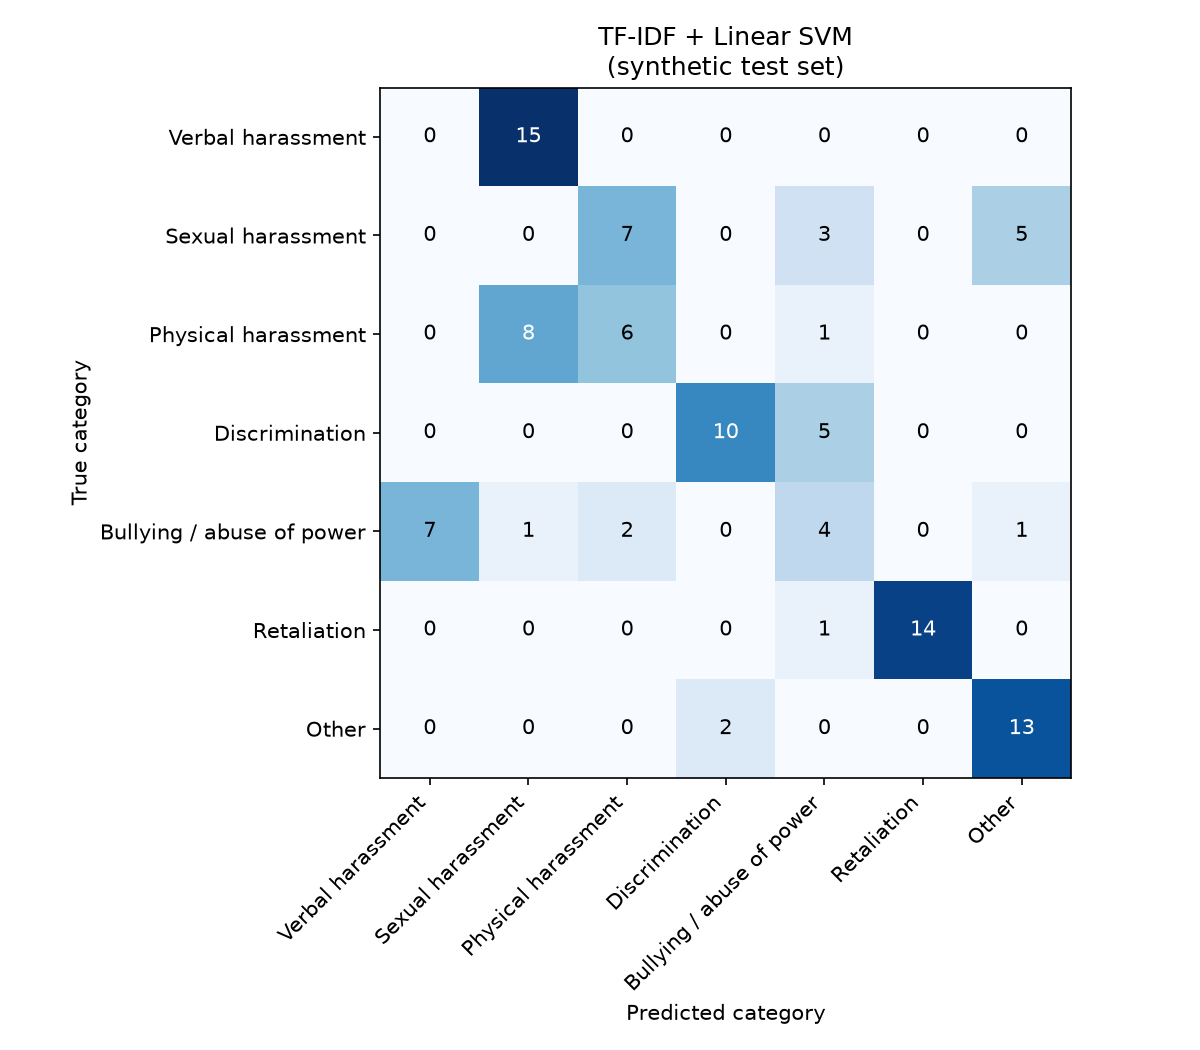 TF-IDF + Linear SVM
(synthetic test set)
True category
Verbal harassment 0 15 0 0 0 0 0
Sexual harassment 0 0 7 0 3 0 5
Physical harassment 0 8 6 0 1 0 0
Discrimination 0 0 0 10 5 0 0
Bullying / abuse of power 7 1 2 0 4 0 1
Retaliation 0 0 0 0 1 14 0
Other 0 0 0 2 0 0 13
Verbal harassment
Sexual harassment
Physical harassment
Discrimination
Bullying / abuse of power
Retaliation
Other
Predicted category